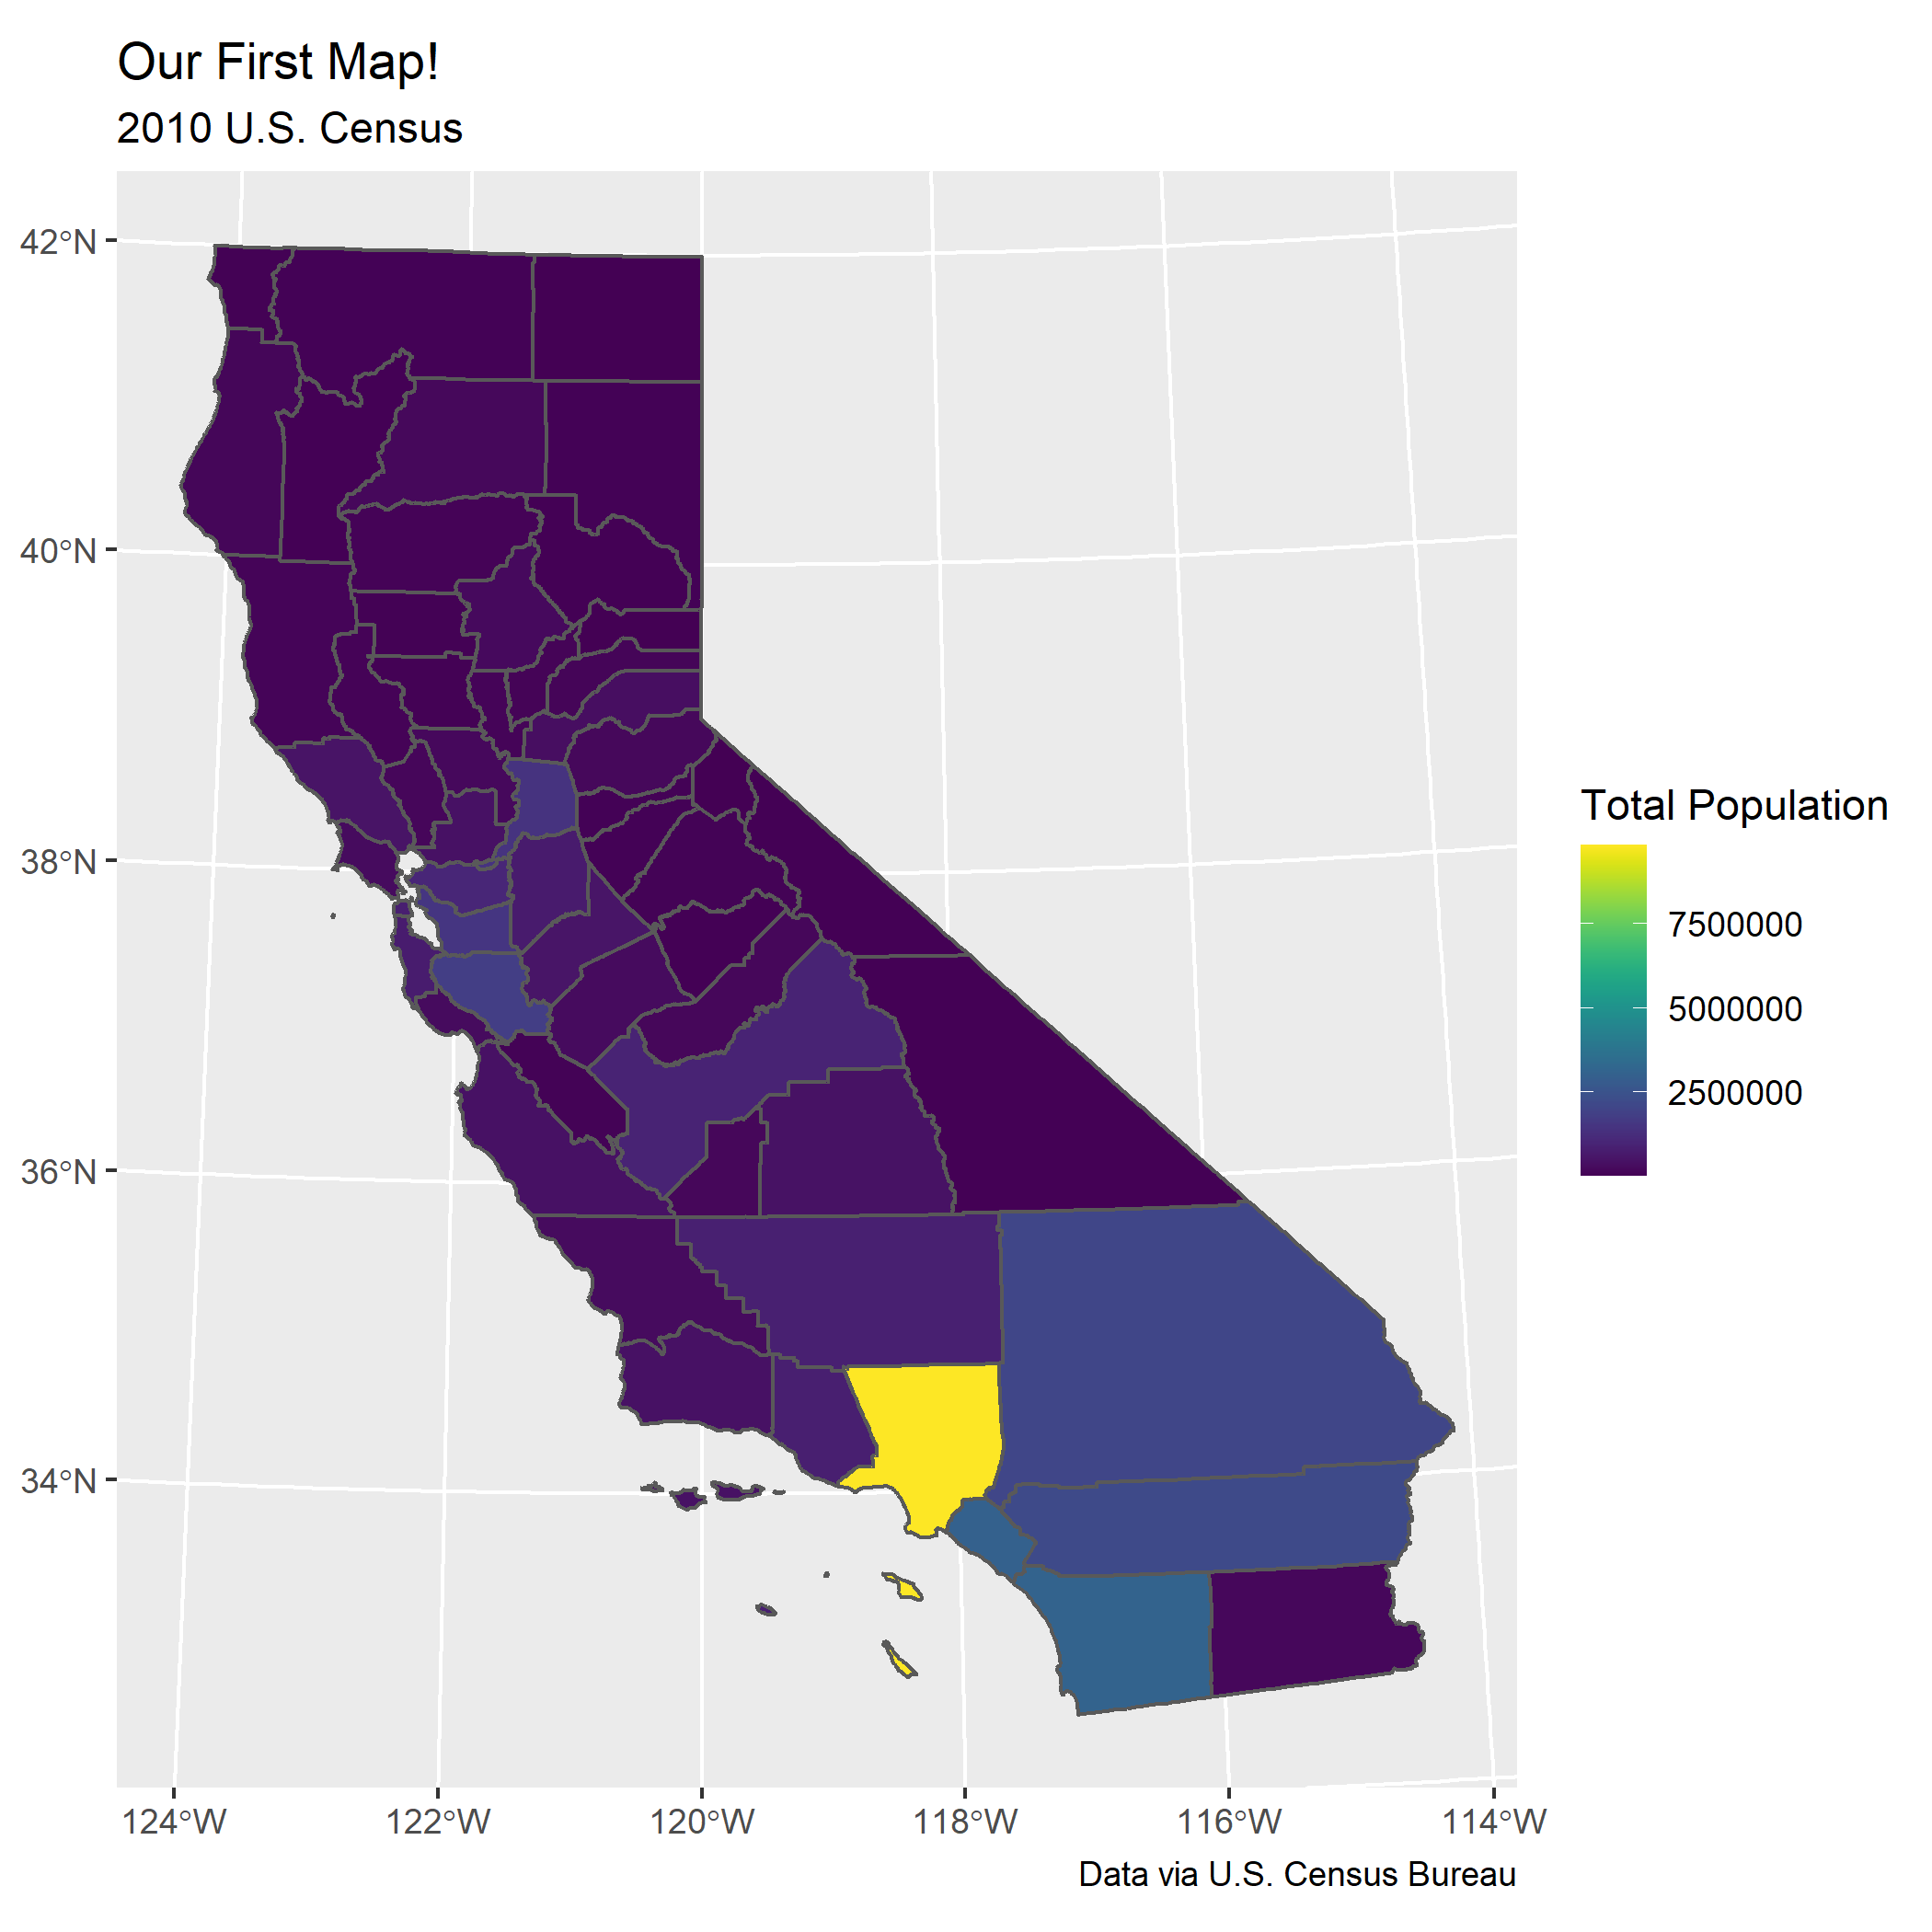 Our First Map!
2010 U.S. Census
42°N
40°N
38°N
36°N
34°N
124°W
122°W
120°W
118°W
116°W
114°W
Total Population
7500000
5000000
2500000
Data via U.S. Census Bureau